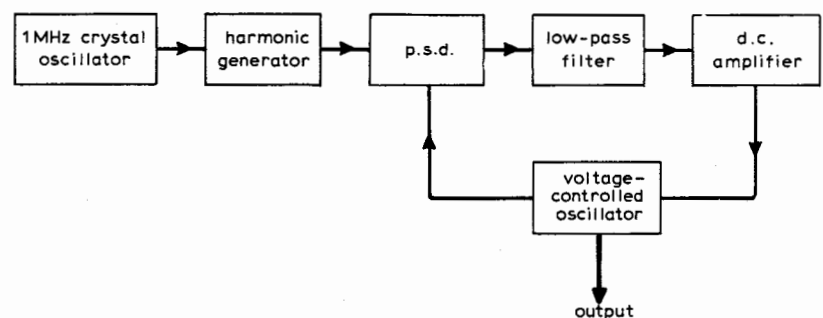 1MHz crystal
oscillator
harmonic
generator
p.s.d.
low-pass
filter
d.c.
amplifier
voltage-
controlled
oscillator
output